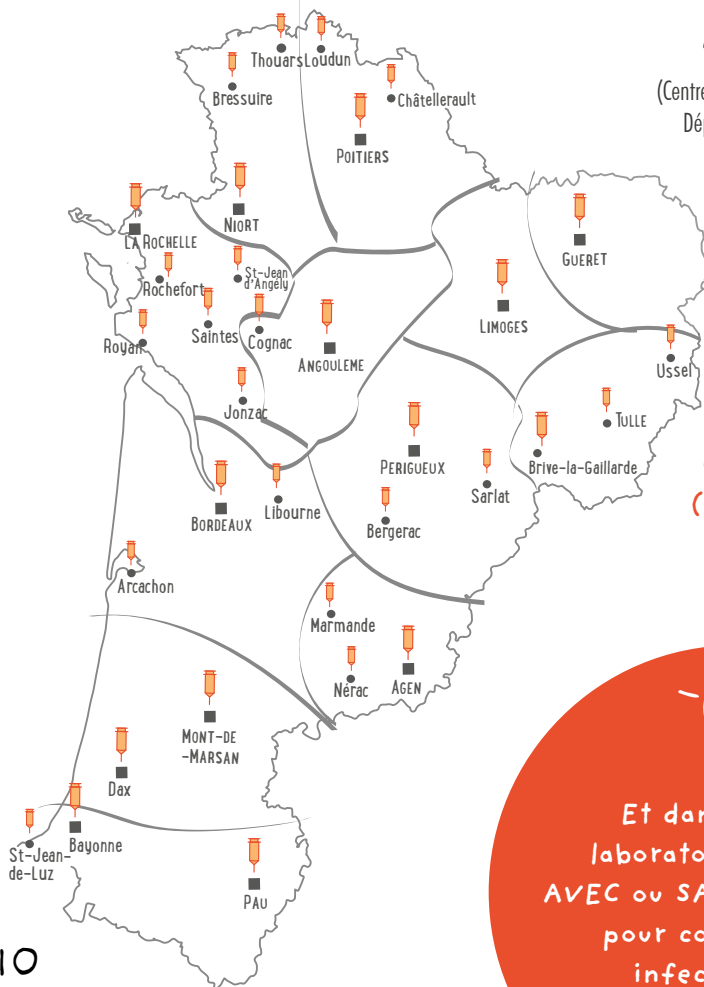 Thouars
Loudun
Bressuire
Châtellerault
(Centre
Dép
POITIERS
NIORT
LA ROCHELLE
GUERET
St-Jean
d'Angély
Rochefort
LIMOGES
Saintes
Cognac
Royan
ANGOULEME
Ussel
Jonzac
TULLE
PERIGUEUX
Brive-la-Gaillarde
Sarlat
BORDEAUX
Libourne
Bergerac
Arcachon
Marmande
Nérac
AGEN
MONT-DE
-MARSAN
Dax
Bayonne
St-Jean-
de-Luz
PAU
Et dan
laborato
AVEC ou SA
pour co
infec
10